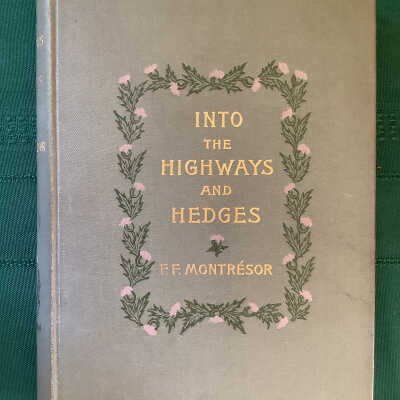 INTO
THE
HIGHWAYS
AND
HEDGES
F. F. MONTRÉSOR